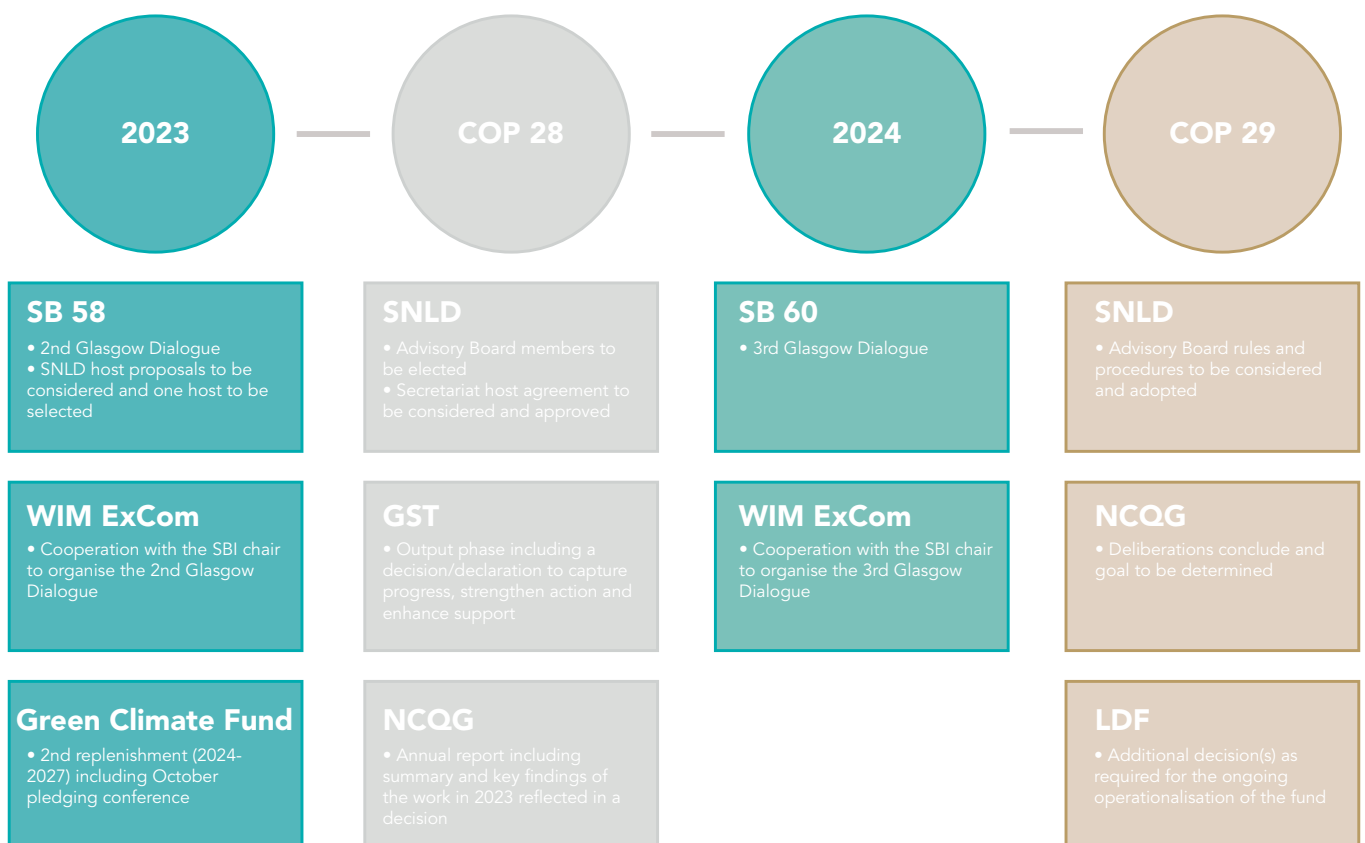 2023
COP 28
2024
COP 29
SB 58
• 2nd Glasgow Dialogue
• SNLD host proposals to be
considered and one host to be
selected
SNLD
• Advisory Board members to
be elected
• Secretariat host agreement to
be considered and approved
SB 60
• 3rd Glasgow Dialogue
SNLD
• Advisory Board rules and
procedures to be considered
and adopted
WIM ExCom
• Cooperation with the SBI chair
to organise the 2nd Glasgow
Dialogue
GST
• Output phase including a
decision/declaration to capture
progress, strengthen action and
enhance support
WIM ExCom
• Cooperation with the SBI chair
to organise the 3rd Glasgow
Dialogue
NCQG
• Deliberations conclude and
goal to be determined
Green Climate Fund
• 2nd replenishment (2024-
2027) including October
pledging conference
NCQG
• Annual report including
summary and key findings of
the work in 2023 reflected in a
decision
LDF
• Additional decision(s) as
required for the ongoing
operationalisation of the fund